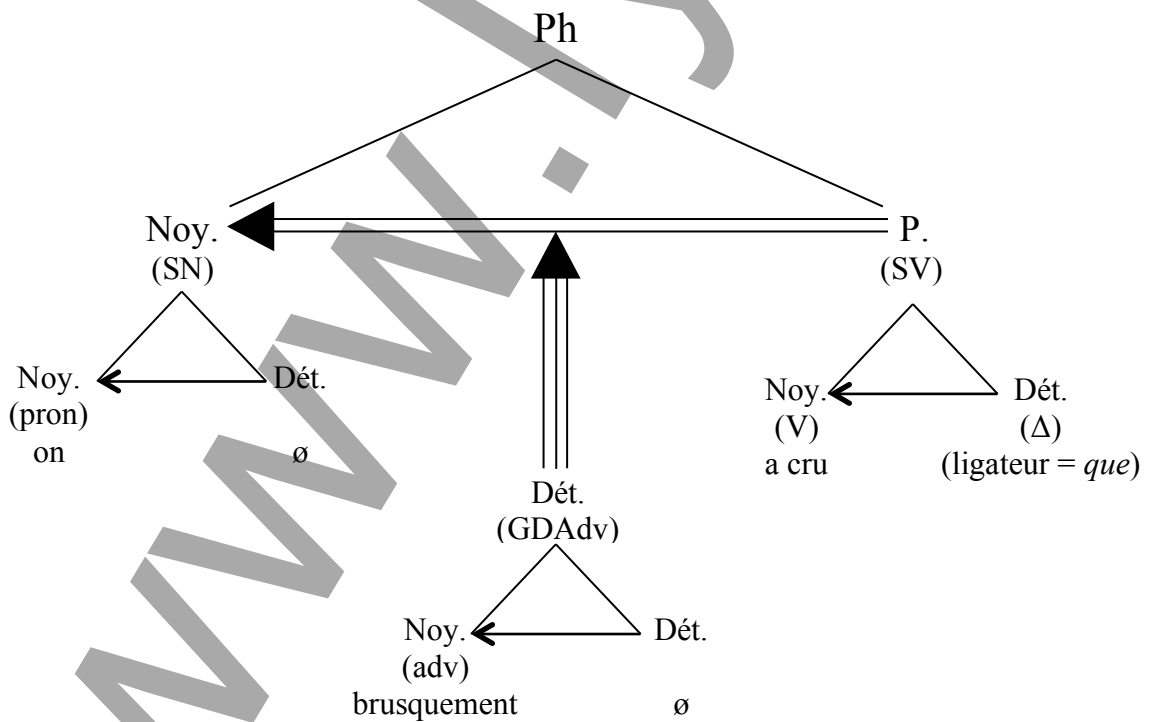 Ph
Noy. P.
(SN) (SV)
Noy. Dét. Noy. Dét.
(pron) (V) (Δ)
on ø a cru (ligateur = que)
Dét.
(GDAdv)
Noy. Dét.
(adv)
brusquement ø